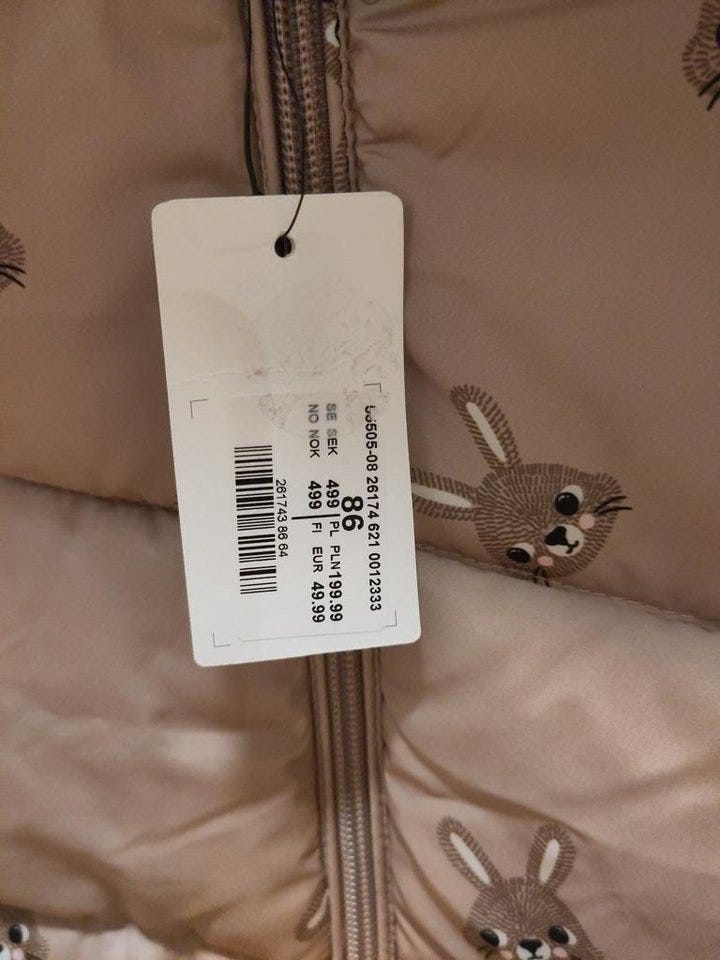 505-08 26174 621 0012333
86
SE SEK 499 PL PLN199.99
NO NOK 499 FI EUR 49.99
261743 86 64